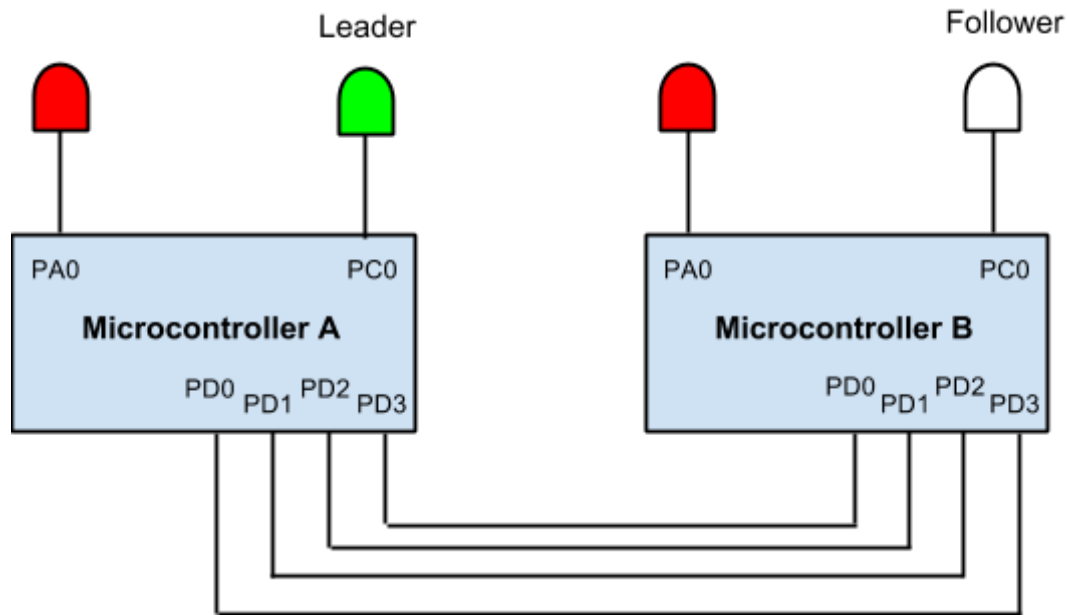 Leader
Follower
PA0
PC0
Microcontroller A
PD0
PD1
PD2
PD3
PA0
PC0
Microcontroller B
PD0
PD1
PD2
PD3